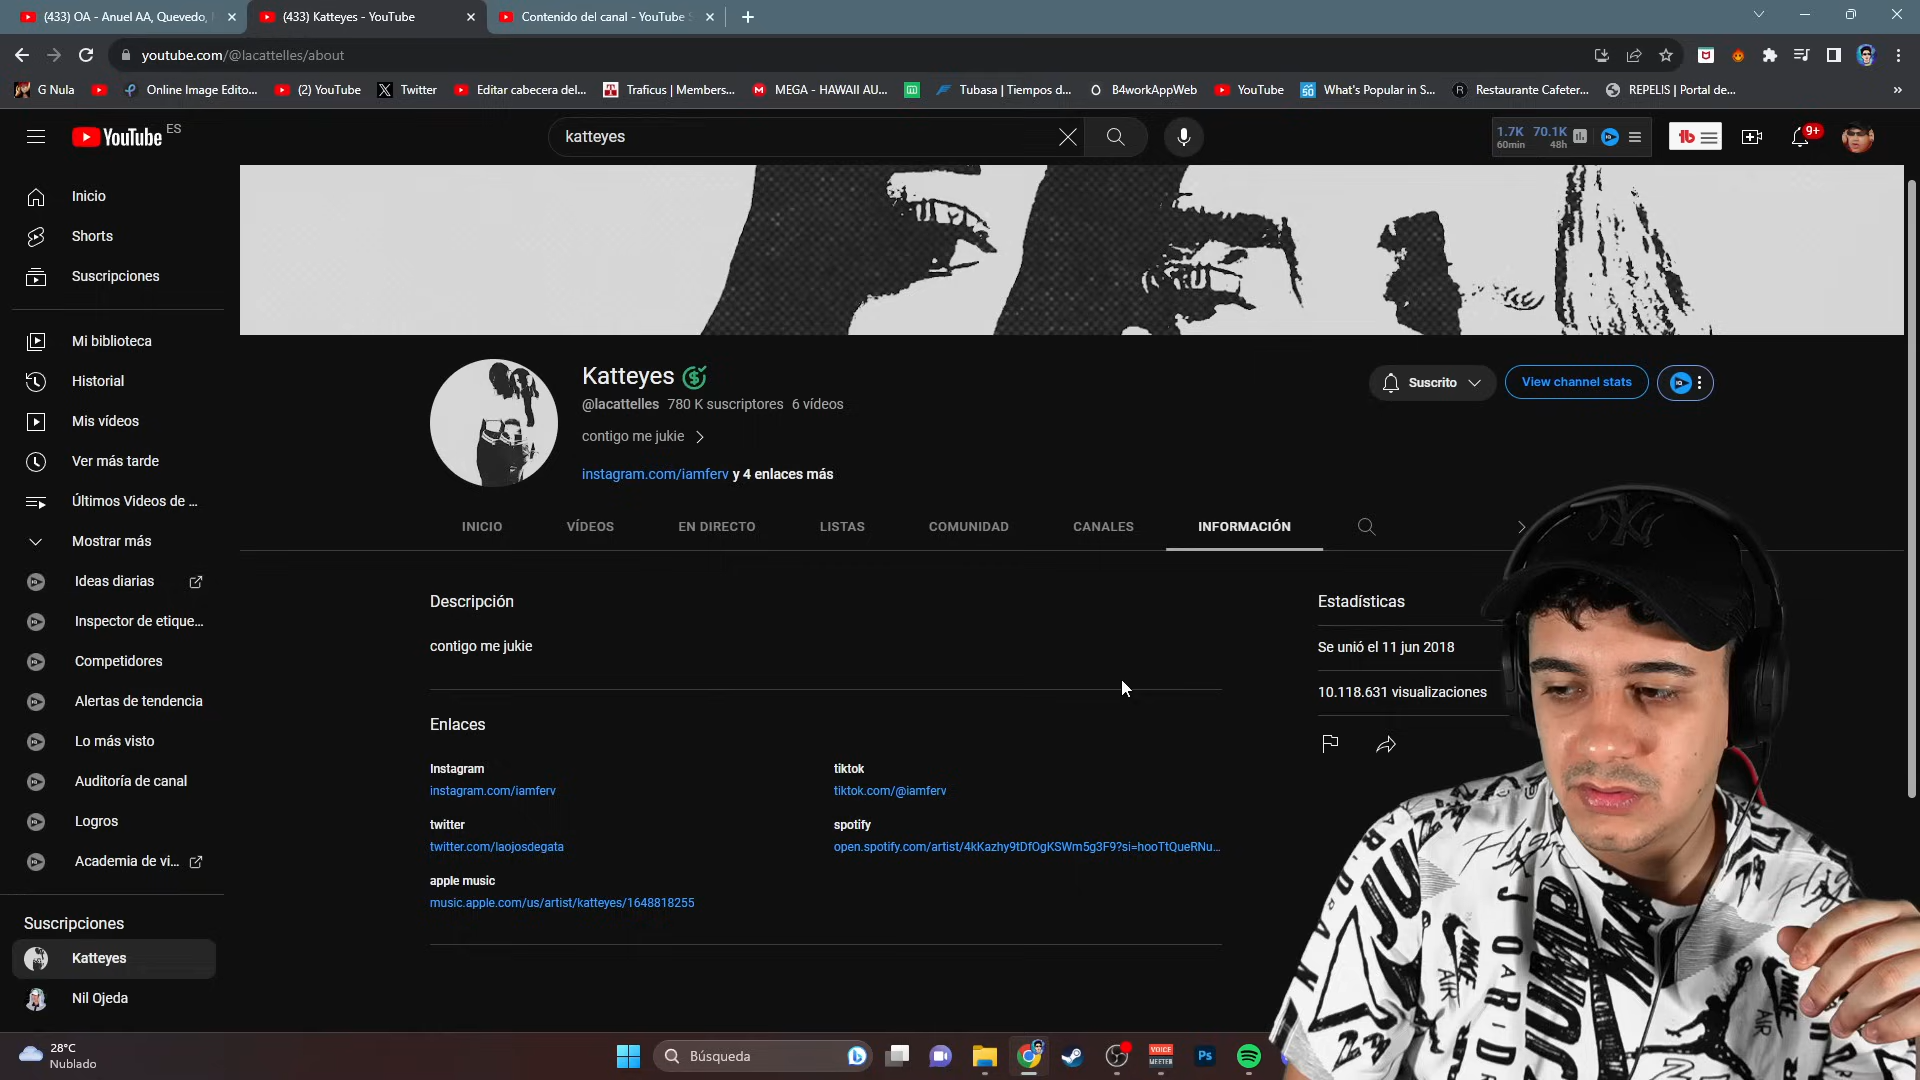 (433) OA - Anuel AA, Quevedo,
(433) Katteyes - YouTube
Contenido del canal - YouTube S
youtube.com/@lacattelles/about
G Nula
Online Image Edito...
(2) YouTube
Twitter
Editar cabecera del...
Traficus | Members...
MEGA - HAWAII AU...
Tubasa | Tiempos d...
B4workAppWeb
YouTube
What's Popular in S...
Restaurante Cafeter...
REPELIS | Portal de...
YouTube ES
katteyes
1.7K 70.1K
60min 48h
9+
Inicio
Shorts
Suscripciones
Mi biblioteca
Historial
Mis vídeos
Ver más tarde
Últimos Videos de ...
Mostrar más
Ideas diarias
Inspector de etique...
Competidores
Alertas de tendencia
Lo más visto
Auditoría de canal
Logros
Academia de vi...
Suscripciones
Katteyes
Nil Ojeda
Katteyes
@lacattelles 780 K suscriptores 6 vídeos
contigo me jukie
instagram.com/iamferv y 4 enlaces más
Suscrito
View channel stats
INICIO
VÍDEOS
EN DIRECTO
LISTAS
COMUNIDAD
CANALES
INFORMACIÓN
Descripción
contigo me jukie
Enlaces
Instagram
instagram.com/iamferv
tiktok
tiktok.com/@iamferv
twitter
twitter.com/laojosdegata
spotify
open.spotify.com/artist/4kKazhy9tDfOgKSWm5g3F9?si=hooTtQueRNu...
apple music
music.apple.com/us/artist/katteyes/1648818255
Estadísticas
Se unió el 11 jun 2018
10.118.631 visualizaciones
28°C
Nublado
Búsqueda
VOICE
MEETER
Ps
NY
JUMP
JORD
AIR